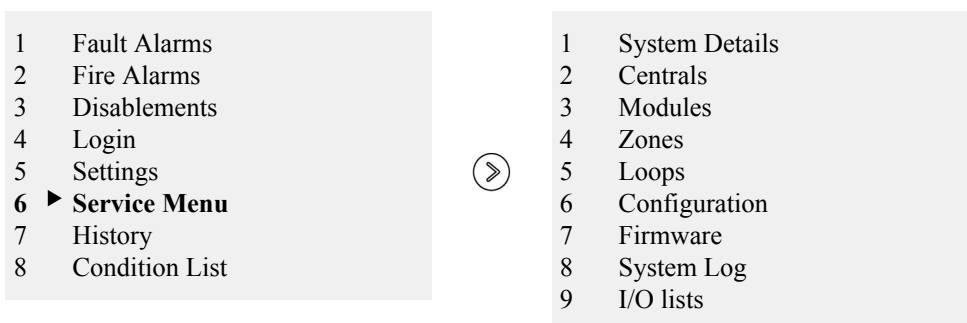 1 Fault Alarms
2 Fire Alarms
3 Disablements
4 Login
5 Settings
6 Service Menu
7 History
8 Condition List
1 System Details
2 Centrals
3 Modules
4 Zones
5 Loops
6 Configuration
7 Firmware
8 System Log
9 I/O lists